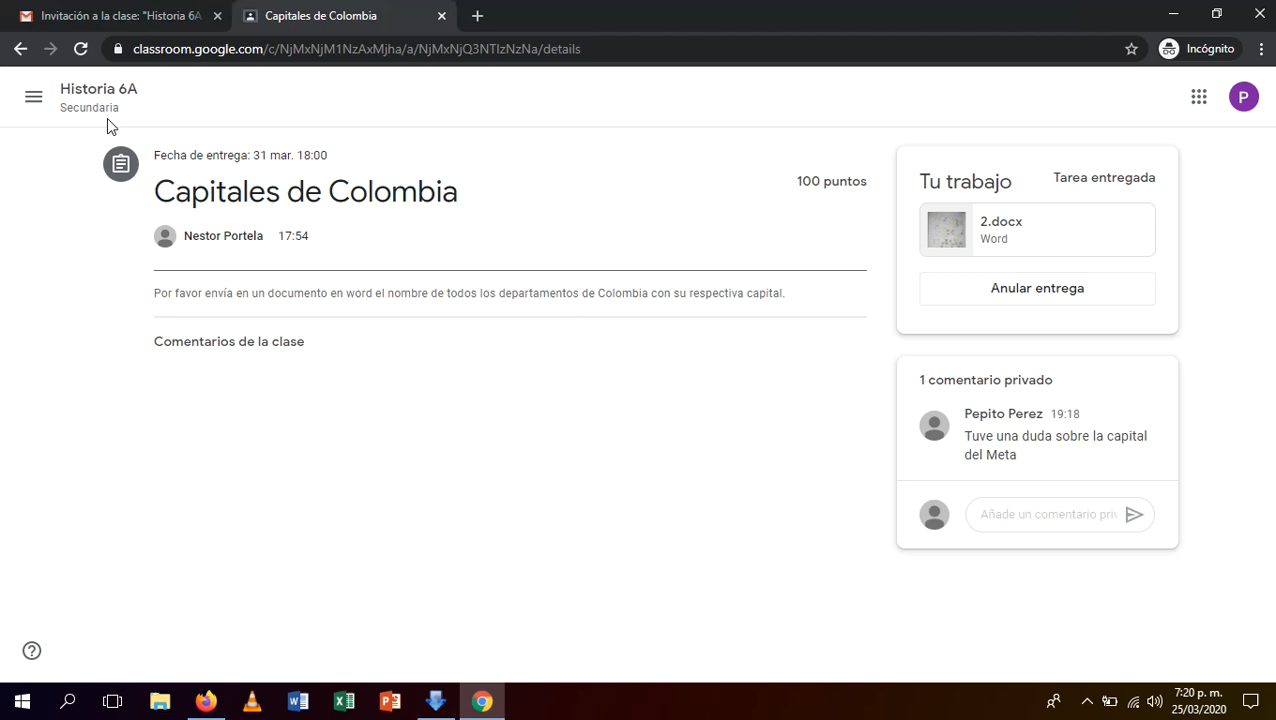 Invitación a la clase: "Historia 6A
Capitales de Colombia
classroom.google.com/c/NjMxNjM1NzAxMjha/a/NjMxNjQ3NTIzNzNa/details
Incógnito
Historia 6A
Secundaria
P
Fecha de entrega: 31 mar. 18:00
Capitales de Colombia
100 puntos
Nestor Portela 17:54
Por favor envía en un documento en word el nombre de todos los departamentos de Colombia con su respectiva capital.
Comentarios de la clase
Tu trabajo
Tarea entregada
2.docx
Word
Anular entrega
1 comentario privado
Pepito Perez 19:18
Tuve una duda sobre la capital
del Meta
Añade un comentario pri
7:20 p. m.
25/03/2020